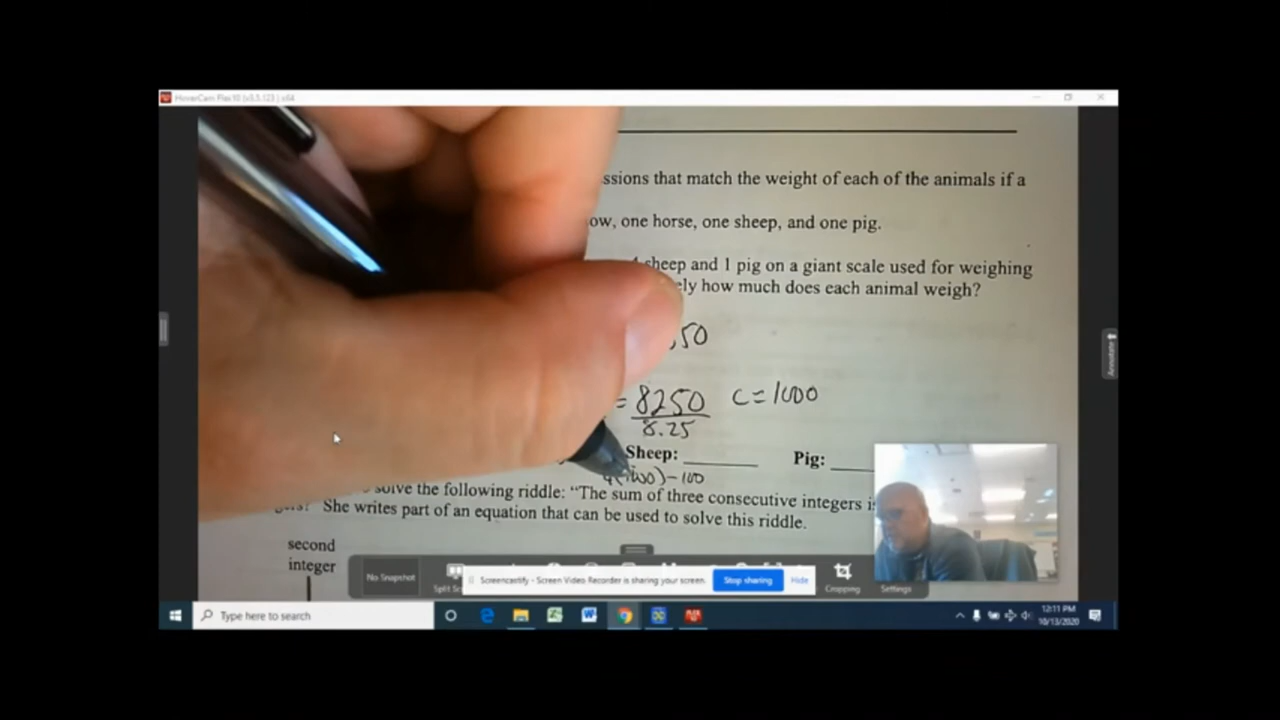 HoverCam Flex10
ssions that match the weight of each of the animals if a
ow, one horse, one sheep, and one pig.
sheep and 1 pig on a giant scale used for weighing
ely how much does each animal weigh?
50
= 8250 C = 1000
8.25
Sheep: Pig:
) - 100
solve the following riddle: “The sum of three consecutive integers
She writes part of an equation that can be used to solve this riddle.
second
integer
Annotate
No Snapshot
Screencastify - Screen Video Recorder is sharing your screen.
Stop sharing
Hide
Cropping
Settings
Type here to search
12:11 PM
10/13/2020